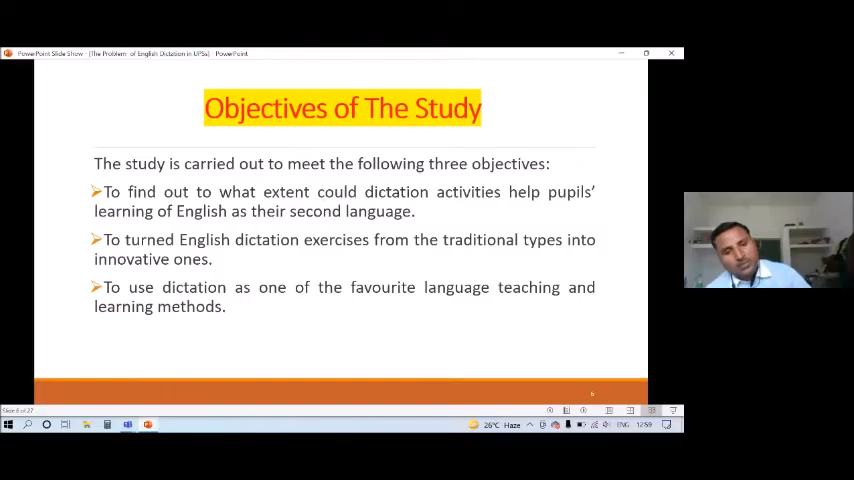 PowerPoint Slide Show - [The Problem of English Dictation in UPSs] - PowerPoint
Objectives of The Study
The study is carried out to meet the following three objectives:
To find out to what extent could dictation activities help pupils'
learning of English as their second language.
To turned English dictation exercises from the traditional types into
innovative ones.
To use dictation as one of the favourite language teaching and
learning methods.
6
Slide 6 of 27
26°C Haze ENG 12:59